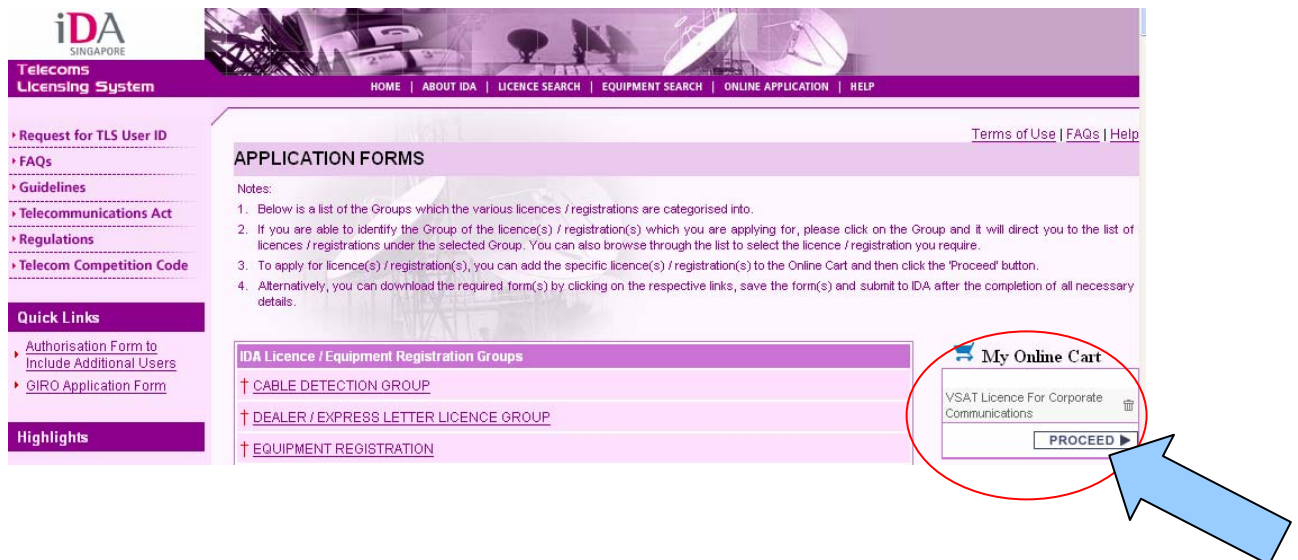 iDA
SINGAPORE
Telecoms
Licensing System
HOME | ABOUT IDA | LICENCE SEARCH | EQUIPMENT SEARCH | ONLINE APPLICATION | HELP
Request for TLS User ID
FAQs
Guidelines
Telecommunications Act
Regulations
Telecom Competition Code
Quick Links
Authorisation Form to
Include Additional Users
GIRO Application Form
Highlights
Terms of Use | FAQs | Help
APPLICATION FORMS
Notes:
1. Below is a list of the Groups which the various licences / registrations are categorised into.
2. If you are able to identify the Group of the licence(s) / registration(s) which you are applying for, please click on the Group and it will direct you to the list of
licences / registrations under the selected Group. You can also browse through the list to select the licence / registration you require.
3. To apply for licence(s) / registration(s), you can add the specific licence(s) / registration(s) to the Online Cart and then click the 'Proceed' button.
4. Alternatively, you can download the required form(s) by clicking on the respective links, save the form(s) and submit to IDA after the completion of all necessary
details.
IDA Licence / Equipment Registration Groups
† CABLE DETECTION GROUP
† DEALER / EXPRESS LETTER LICENCE GROUP
† EQUIPMENT REGISTRATION
My Online Cart
VSAT Licence For Corporate
Communications
PROCEED